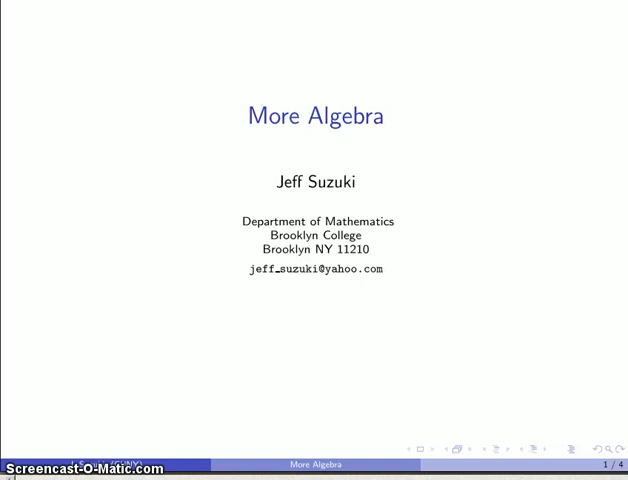 More Algebra
Jeff Suzuki
Department of Mathematics
Brooklyn College
Brooklyn NY 11210
jeff_suzuki@yahoo.com
More Algebra
1 / 4
Screencast-O-Matic.com